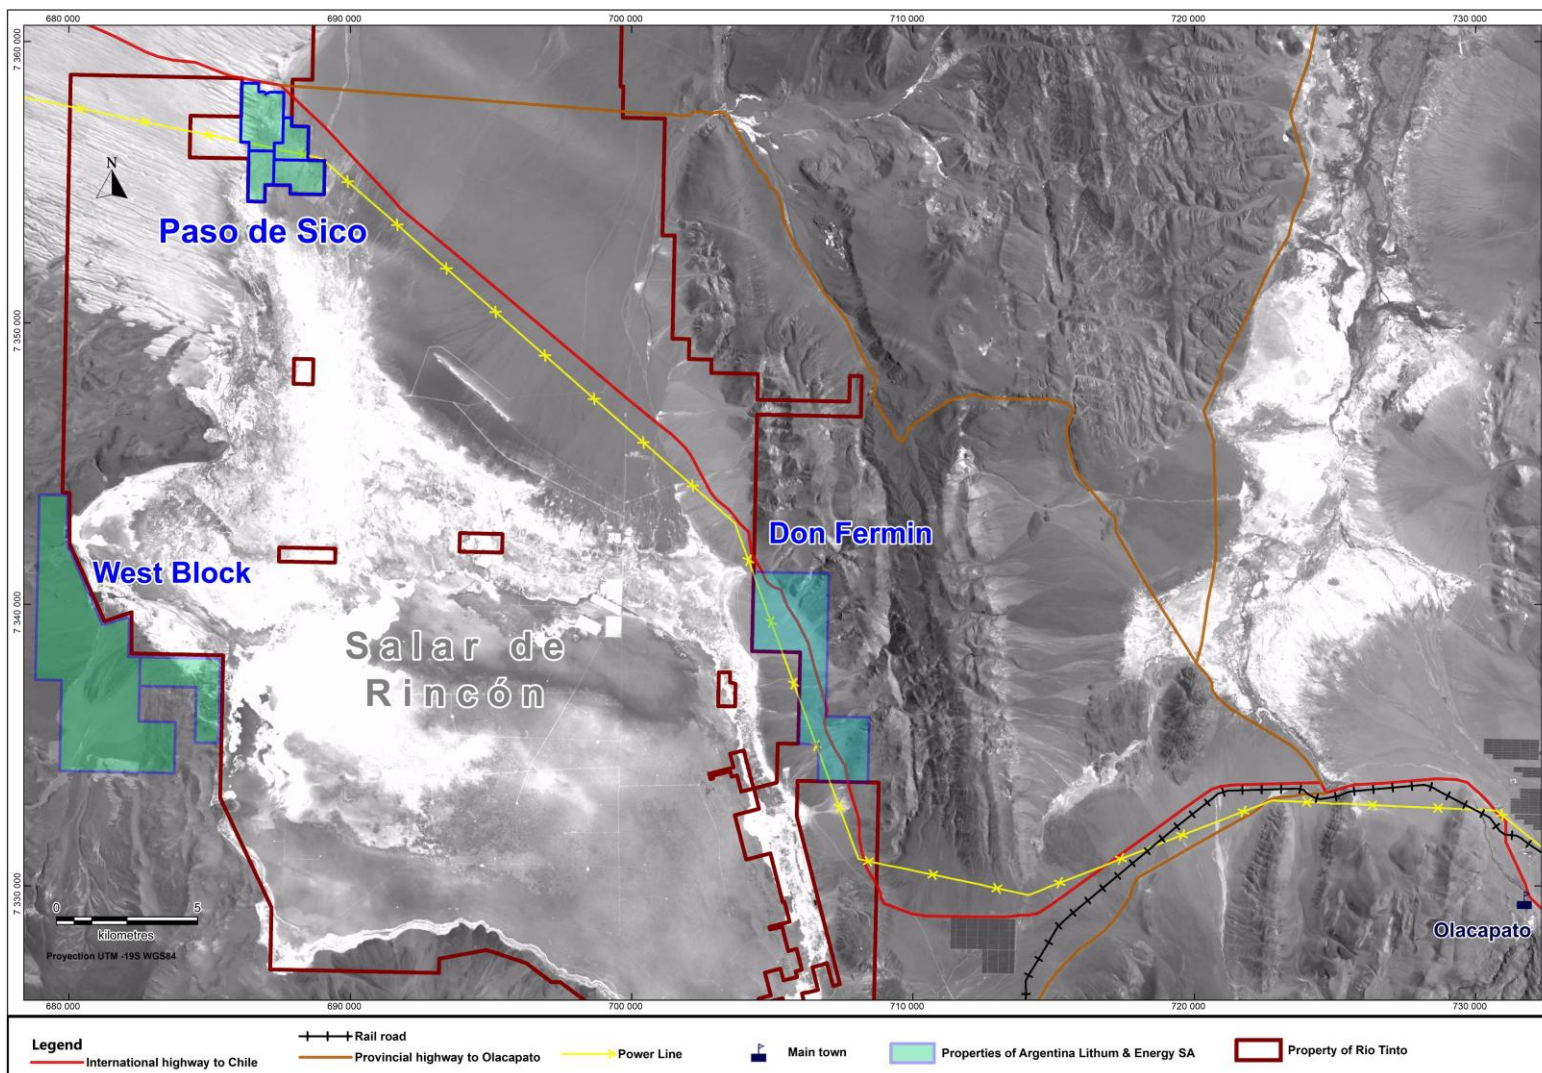 680 000 690 000 700 000 710 000 720 000 730 000
7 360 000
7 350 000
7 340 000
7 330 000
N
Paso de Sico
Don Fermin
West Block
Salar de
Rincón
0 5
kilometres
Proyection UTM -19S WGS84
Olacapato
680 000 690 000 700 000 710 000 720 000 730 000
Legend
International highway to Chile
Rail road
Provincial highway to Olacapato
Power Line
Main town
Properties of Argentina Lithum & Energy SA
Property of Rio Tinto